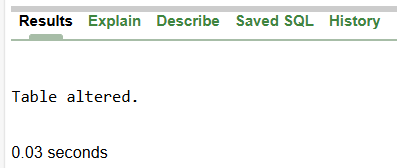 Results Explain Describe Saved SQL History
Table altered.
0.03 seconds